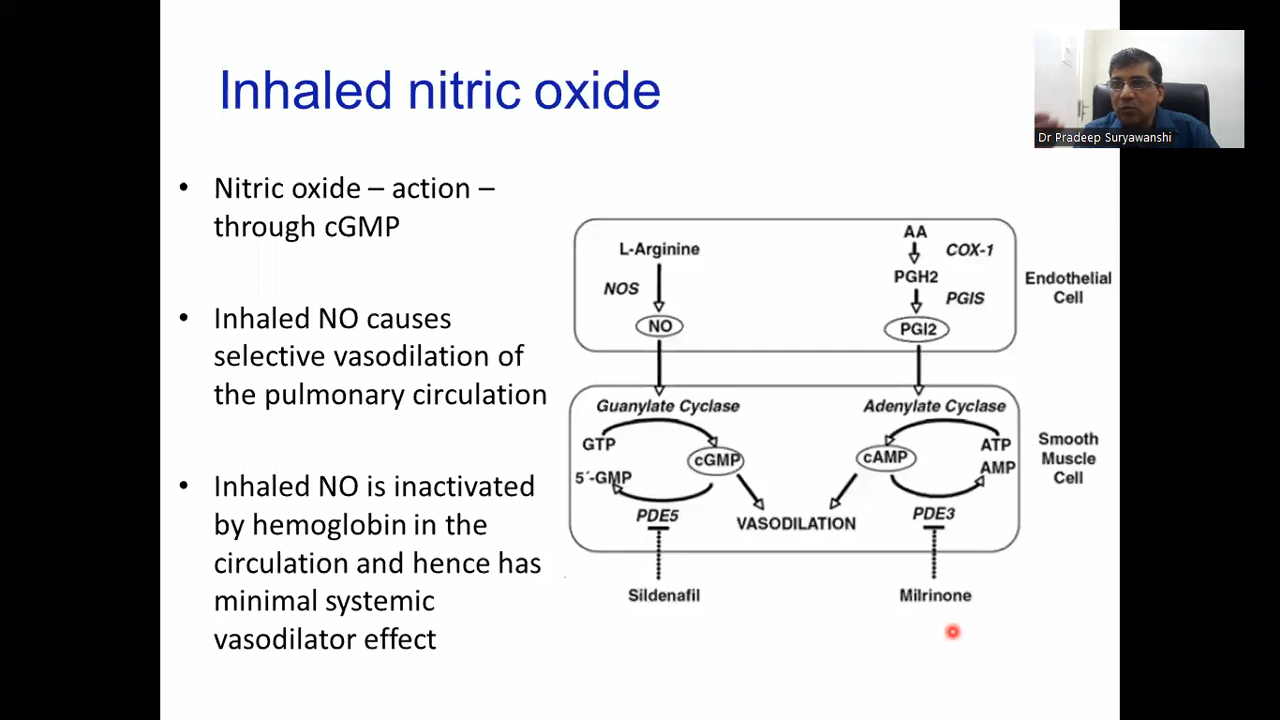 Inhaled nitric oxide
Dr Pradeep Suryawanshi
• Nitric oxide – action –
through cGMP
• Inhaled NO causes
selective vasodilation of
the pulmonary circulation
• Inhaled NO is inactivated
by hemoglobin in the
circulation and hence has
minimal systemic
vasodilator effect
L-Arginine
NOS
NO
AA
COX-1
PGH2
PGIS
PGI2
Endothelial
Cell
Guanylate Cyclase
GTP
cGMP
5´-GMP
PDE5
VASODILATION
Adenylate Cyclase
ATP
cAMP
AMP
PDE3
Smooth
Muscle
Cell
Sildenafil
Milrinone